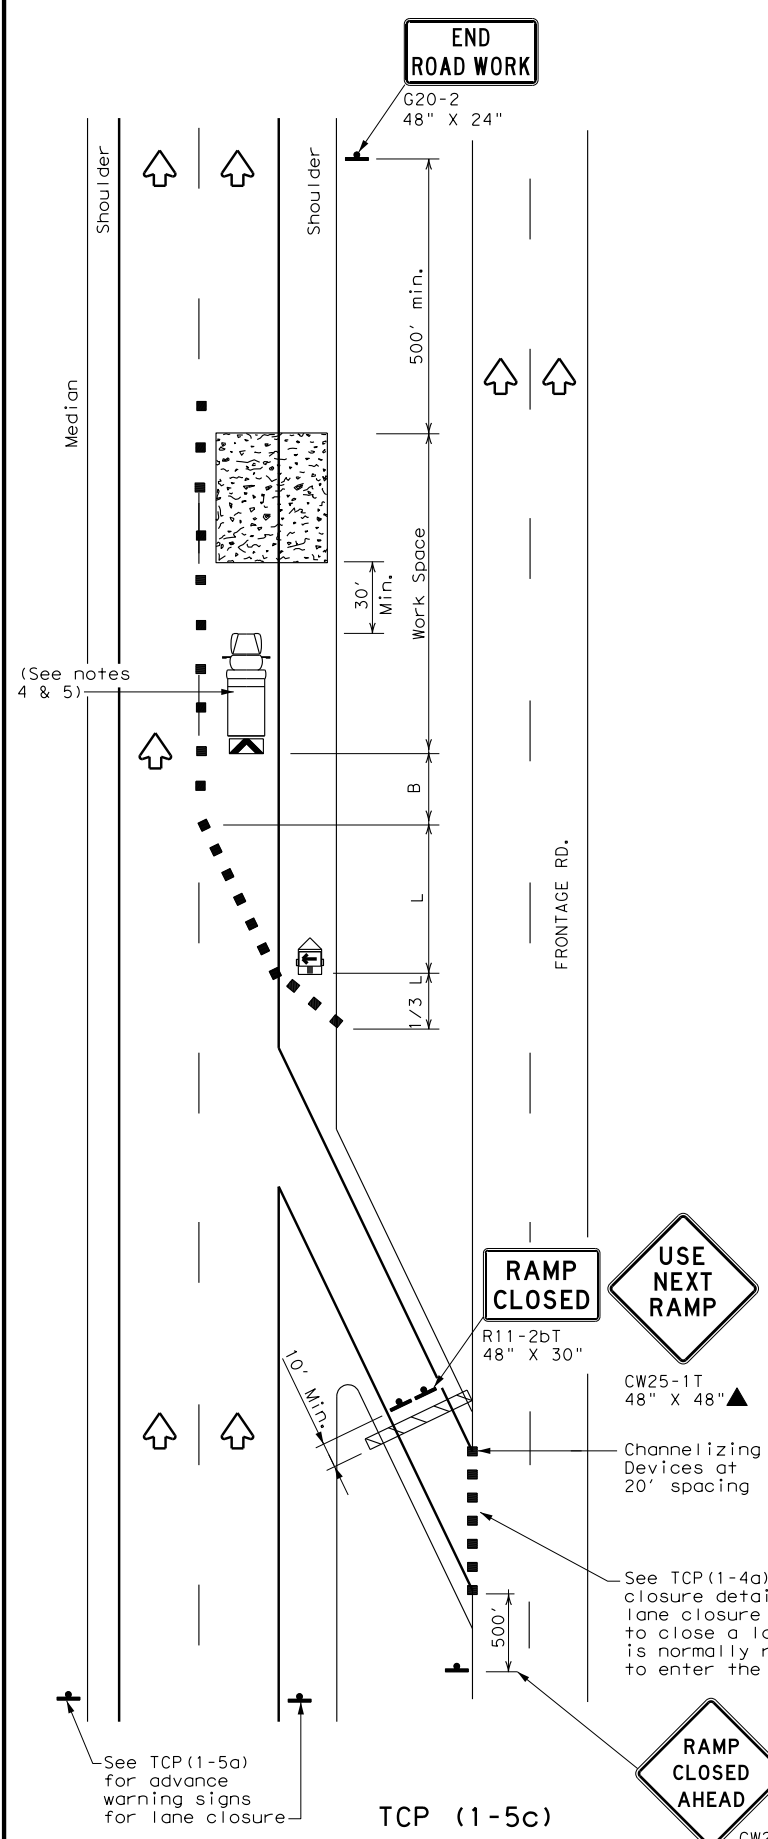 END
ROAD WORK
G20-2
48" X 24"
Shoulder
Shoulder
500' min.
Median
Work Space
30'
Min.
(See notes
4 & 5)
B
L
FRONTAGE RD.
1/3 L
RAMP
CLOSED
R11-2bT
48" X 30"
USE
NEXT
RAMP
CW25-1T
48" X 48"▲
10' Min.
Channelizing
Devices at
20' spacing
See TCP(1-4a)
closure detai
lane closure
to close a lo
is normally r
to enter the
500'
See TCP(1-5a)
for advance
warning signs
for lane closure
RAMP
CLOSED
AHEAD
TCP (1-5c)